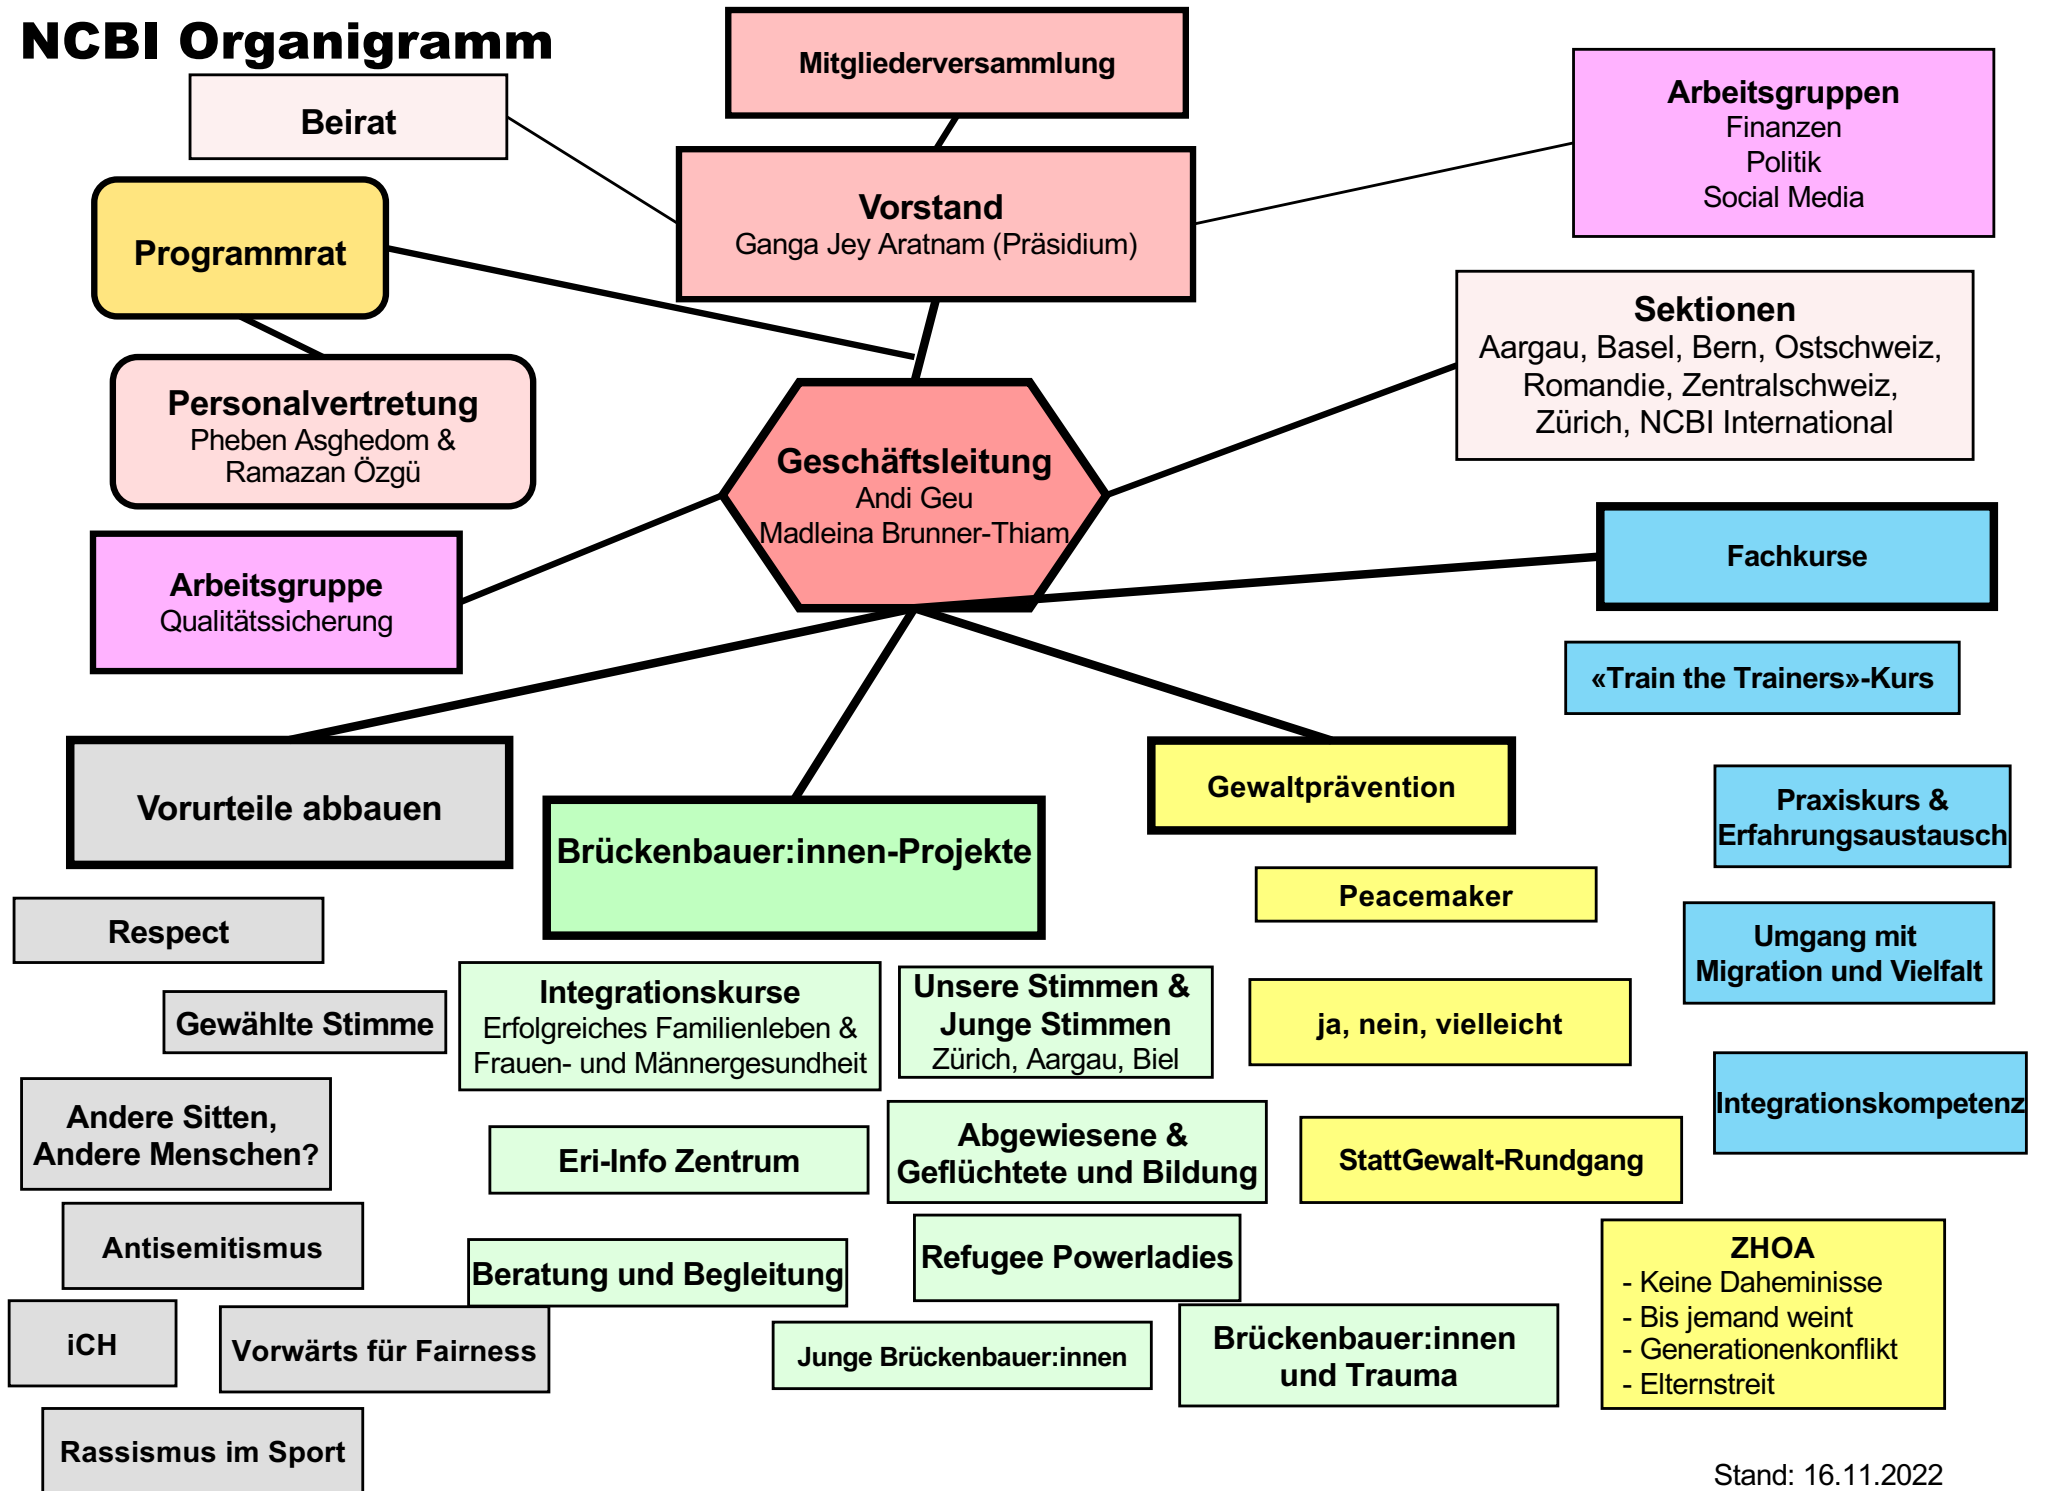 NCBI Organigramm
Mitgliederversammlung
Beirat
Arbeitsgruppen
Finanzen
Politik
Social Media
Vorstand
Ganga Jey Aratnam (Präsidium)
Programmrat
Sektionen
Aargau, Basel, Bern, Ostschweiz,
Romandie, Zentralschweiz,
Zürich, NCBI International
Personalvertretung
Pheben Asghedom &
Ramazan Özgü
Geschäftsleitung
Andi Geu
Madleina Brunner-Thiam
Arbeitsgruppe
Qualitätssicherung
Fachkurse
«Train the Trainers»-Kurs
Praxiskurs &
Erfahrungsaustausch
Umgang mit
Migration und Vielfalt
Integrationskompetenz
Vorurteile abbauen
Respect
Gewählte Stimme
Andere Sitten,
Andere Menschen?
Antisemitismus
iCH
Vorwärts für Fairness
Rassismus im Sport
Brückenbauer:innen-Projekte
Integrationskurse
Erfolgreiches Familienleben &
Frauen- und Männergesundheit
Unsere Stimmen &
Junge Stimmen
Zürich, Aargau, Biel
Eri-Info Zentrum
Abgewiesene &
Geflüchtete und Bildung
Beratung und Begleitung
Refugee Powerladies
Junge Brückenbauer:innen
Brückenbauer:innen
und Trauma
Gewaltprävention
Peacemaker
ja, nein, vielleicht
StattGewalt-Rundgang
ZHOA
- Keine Daheminisse
- Bis jemand weint
- Generationenkonflikt
- Elternstreit
Stand: 16.11.2022